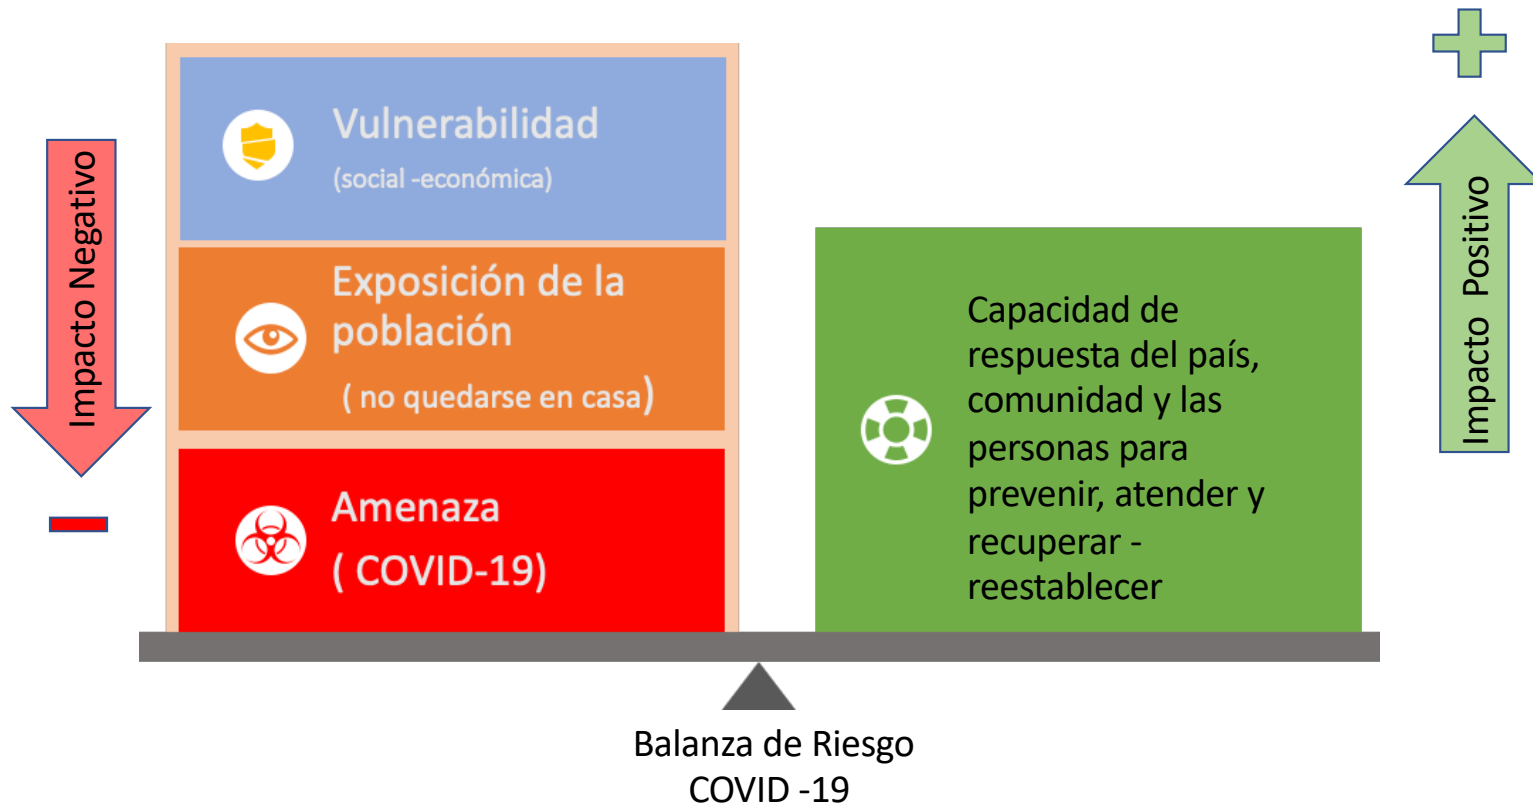 Impacto Negativo
Vulnerabilidad
(social -económica)
Exposición de la
población
( no quedarse en casa)
Amenaza
( COVID-19)
Capacidad de
respuesta del país,
comunidad y las
personas para
prevenir, atender y
recuperar -
reestablecer
Impacto Positivo
Balanza de Riesgo
COVID -19